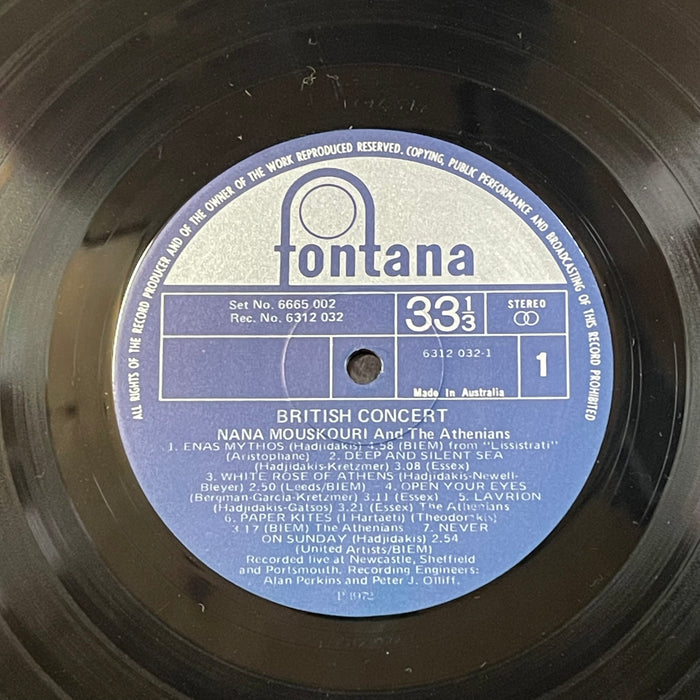 ALL RIGHTS OF THE RECORD PRODUCER AND OF THE OWNER OF THE WORK REPRODUCED RESERVED. COPYING, PUBLIC PERFORMANCE AND BROADCASTING OF THIS RECORD PROHIBITED
fontana
Set No. 6665 002
Rec. No. 6312 032
33 1/3
STEREO
6312 032-1
1
Made In Australia
BRITISH CONCERT
NANA MOUSKOURI And The Athenians
1. ENAS MYTHOS (Hadjidakis) 4.58 (BIEM) from "Lissistrati"
(Aristophane) 2. DEEP AND SILENT SEA
(Hadjidakis-Kretzmer) 3.08 (Essex)
3. WHITE ROSE OF ATHENS (Hadjidakis-Newell-
Bleyer) 2.50 (Leeds/BIEM) 4. OPEN YOUR EYES
(Bergman-Garcia-Kretzmer) 3.11 (Essex) 5. LAVRION
(Hadjidakis-Gatsos) 3.21 (Essex) The Athenians
6. PAPER KITES (I Hartaeti) (Theodorakis)
3.17 (BIEM) The Athenians 7. NEVER
ON SUNDAY (Hadjidakis) 2.54
(United Artists/BIEM)
Recorded live at Newcastle, Sheffield
and Portsmouth. Recording Engineers:
Alan Perkins and Peter J. Olliff.
P 1972